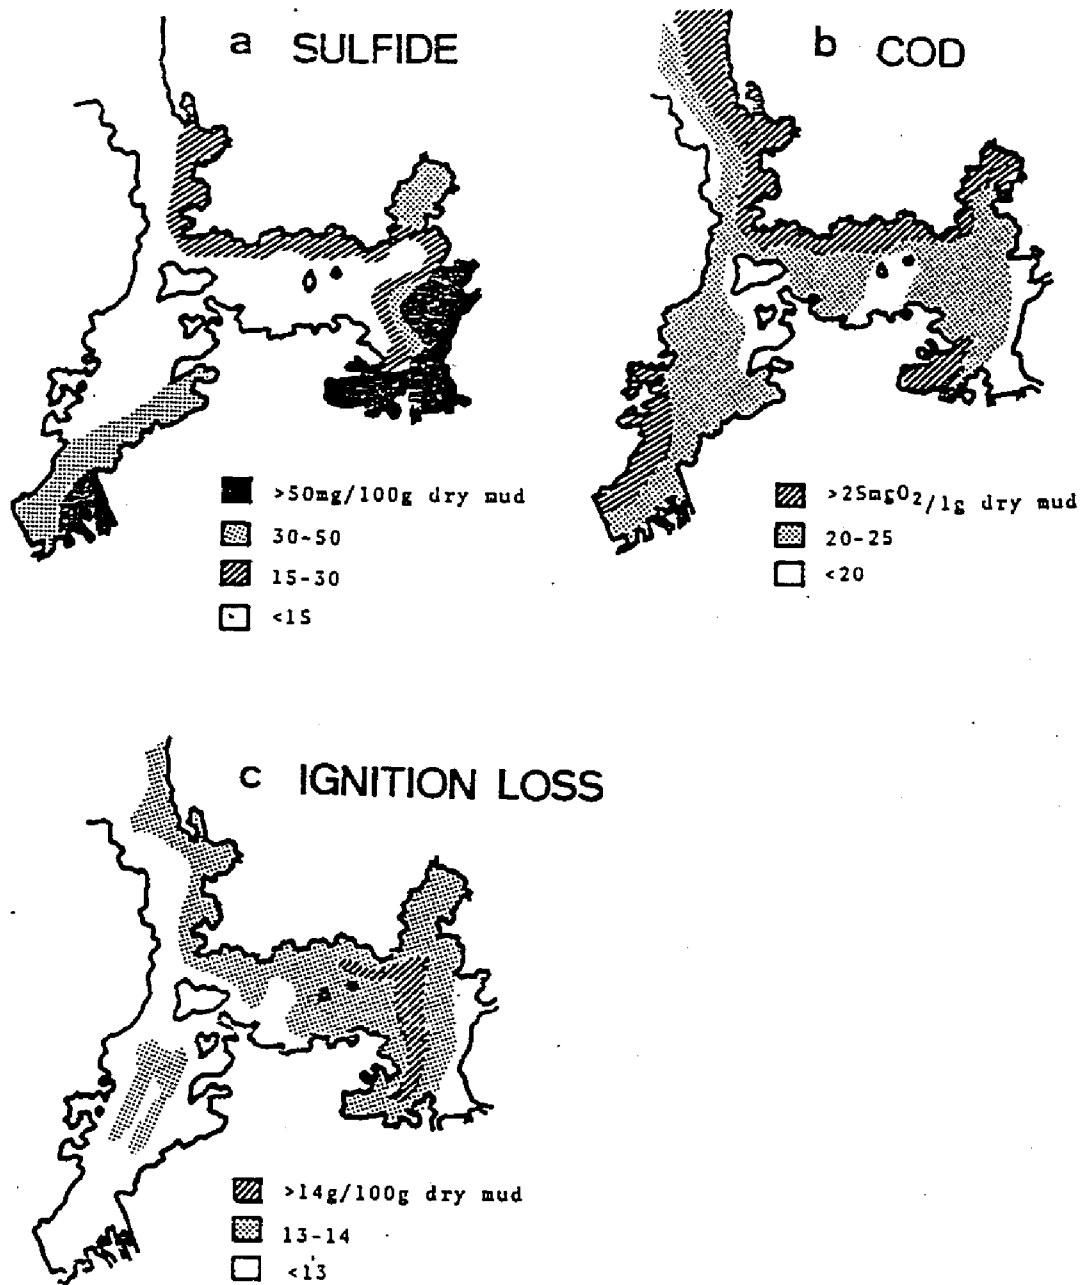 a SULFIDE
>50mg/100g dry mud
30-50
15-30
<15
b COD
>25mgO2/1g dry mud
20-25
<20
c IGNITION LOSS
>14g/100g dry mud
13-14
<13